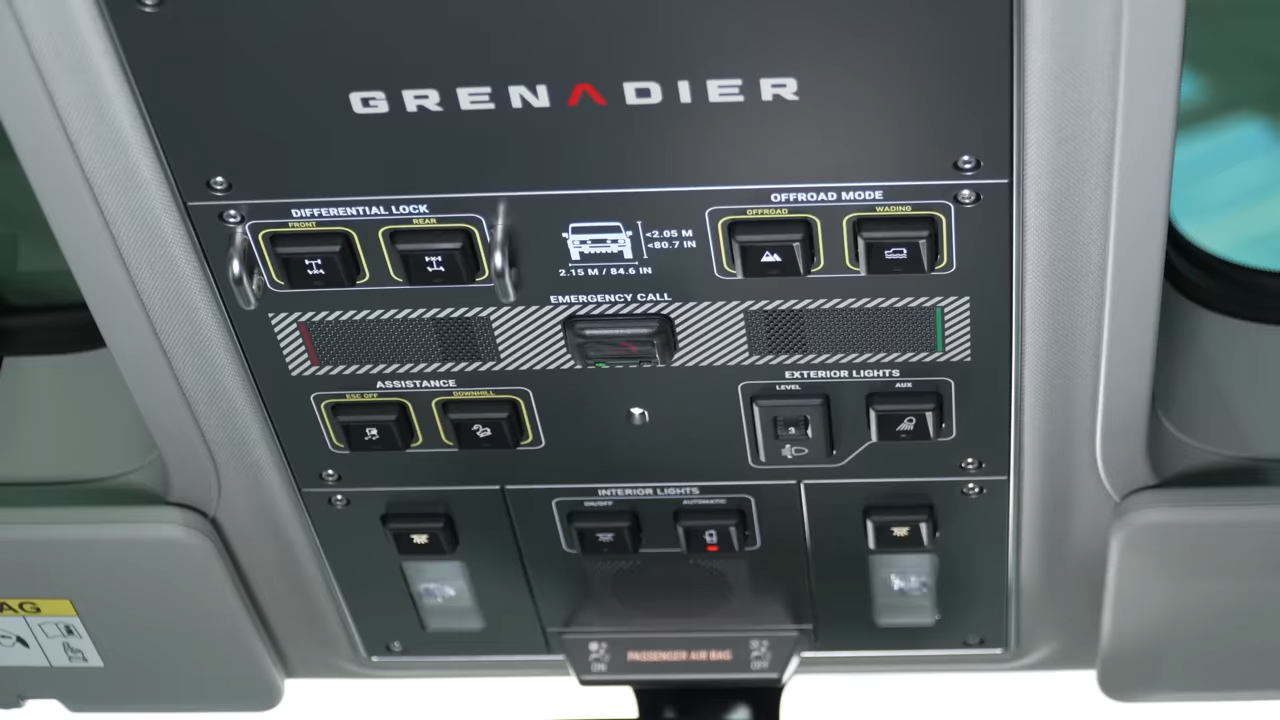 GRENADIER
DIFFERENTIAL LOCK
FRONT
REAR
<2.05 M
<80.7 IN
2.15 M / 84.6 IN
OFFROAD MODE
OFFROAD
WADING
EMERGENCY CALL
ASSISTANCE
ESC OFF
DOWNHILL
EXTERIOR LIGHTS
LEVEL
AUX
3
INTERIOR LIGHTS
ON/OFF
AUTOMATIC
AG
ON
PASSENGER AIR BAG
OFF